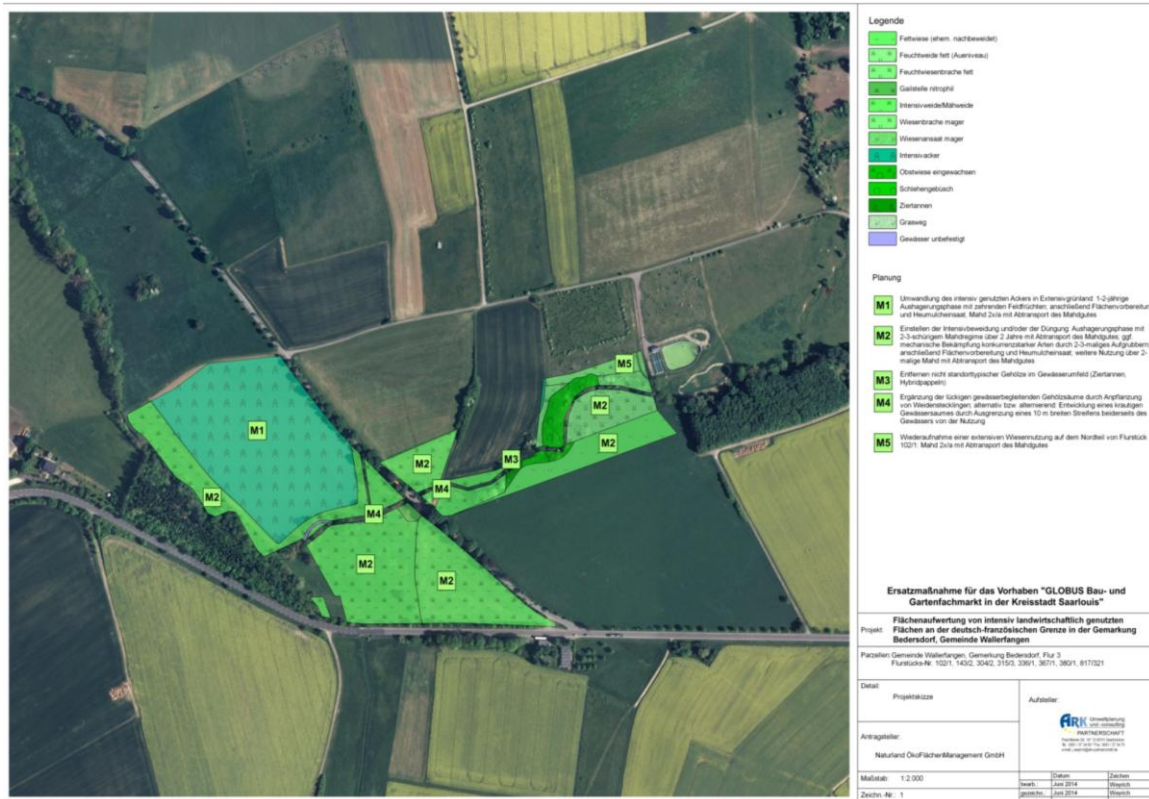 Legende
Fettwiese (ehem. nachbeweidet)
Feuchtweide fett (Aueniveau)
Feuchtwiesenbrache fett
Gailstelle nitrophil
Intensivweide/Mähweide
Wiesenbrache mager
Wiesenansaat mager
Intensivacker
Obstwiese eingewachsen
Schlehengebüsch
Ziertannen
Grasweg
Gewässer unbefestigt
Planung
M1 Umwandlung des intensiv genutzten Ackers in Extensivgrünland: 1-2-jährige
Aushagerungsphase mit zehrenden Feldfrüchten; anschließend Flächenvorbereitung
und Heumulcheinsaat; Mahd 2x/a mit Abtransport des Mahdgutes
M2 Einstellen der Intensivbeweidung und/oder der Düngung; Aushagerungsphase mit
2-3-schürigem Mahdregime über 2 Jahre mit Abtransport des Mahdgutes; ggf.
mechanische Bekämpfung konkurrenzstarker Arten durch 2-3-maliges Aufgrubbern;
anschließend Flächenvorbereitung und Heumulcheinsaat; weitere Nutzung über 2-
malige Mahd mit Abtransport des Mahdgutes
M3 Entfernen nicht standorttypischer Gehölze im Gewässerumfeld (Ziertannen,
Hybridpappeln)
M4 Ergänzung der lückigen gewässerbegleitenden Gehölzsäume durch Anpflanzung
von Weidenstecklingen; alternativ bzw. alternierend: Entwicklung eines krautigen
Gewässersaumes durch Ausgrenzung eines 10 m breiten Streifens beiderseits des
Gewässers von der Nutzung
M5 Wiederaufnahme einer extensiven Wiesennutzung auf dem Nordteil von Flurstück
102/1: Mahd 2x/a mit Abtransport des Mahdgutes
M5
M2
M1
M2
M3
M2
M4
M2
M4
M2
M2
Ersatzmaßnahme für das Vorhaben "GLOBUS Bau- und
Gartenfachmarkt in der Kreisstadt Saarlouis"
Projekt: Flächenaufwertung von intensiv landwirtschaftlich genutzten
Flächen an der deutsch-französischen Grenze in der Gemarkung
Bedersdorf, Gemeinde Wallerfangen
Parzellen: Gemeinde Wallerfangen, Gemerkung Bedersdorf, Flur 3
Flurstücks-Nr. 102/1, 143/2, 304/2, 315/3, 336/1, 367/1, 380/1, 817/321
Detail:
Projektskizze
Aufsteller:
ARK Umweltplanung
und -consulting
PARTNERSCHAFT
Antragsteller:
Naturland ÖkoFlächenManagement GmbH
Maßstab: 1:2.000
Datum Zeichen
bearb.: Juni 2014 Weyrich
Zeichn.-Nr.: 1
gezeichn.: Juni 2014 Weyrich